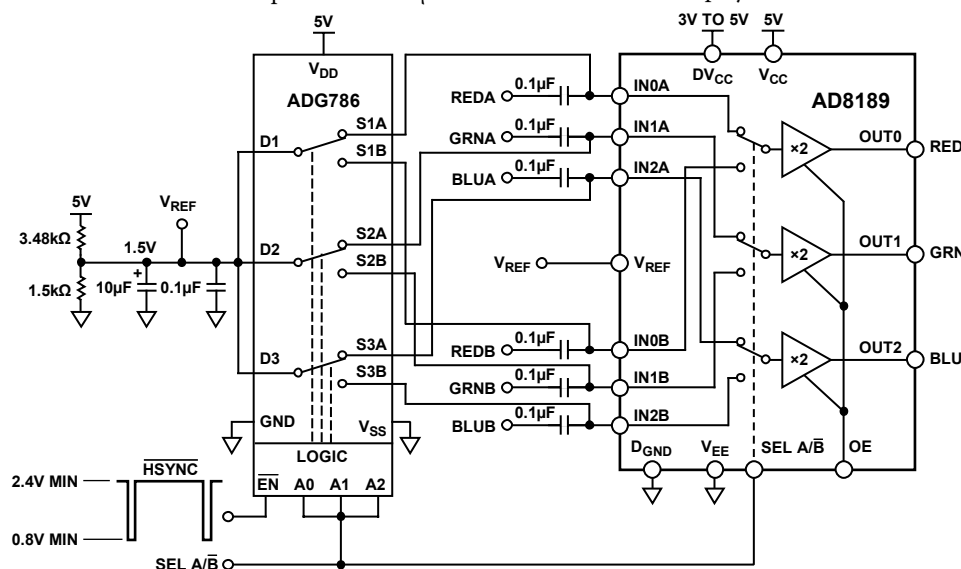 5V
3V TO 5V
5V
VDD
ADG786
DVCC
VCC
AD8189
D1
S1A
S1B
D2
S2A
S2B
D3
S3A
S3B
5V
3.48kΩ
1.5kΩ
VREF
1.5V
+
10µF
0.1µF
GND
VSS
LOGIC
EN
A0
A1
A2
HSYNC
2.4V MIN
0.8V MIN
SEL A/B
REDA
0.1µF
GRNA
0.1µF
BLUA
0.1µF
VREF
REDB
0.1µF
GRNB
0.1µF
BLUB
0.1µF
IN0A
IN1A
IN2A
VREF
IN0B
IN1B
IN2B
×2
OUT0
RED
×2
OUT1
GRN
×2
OUT2
BLU
DGND
VEE
SEL A/B
OE